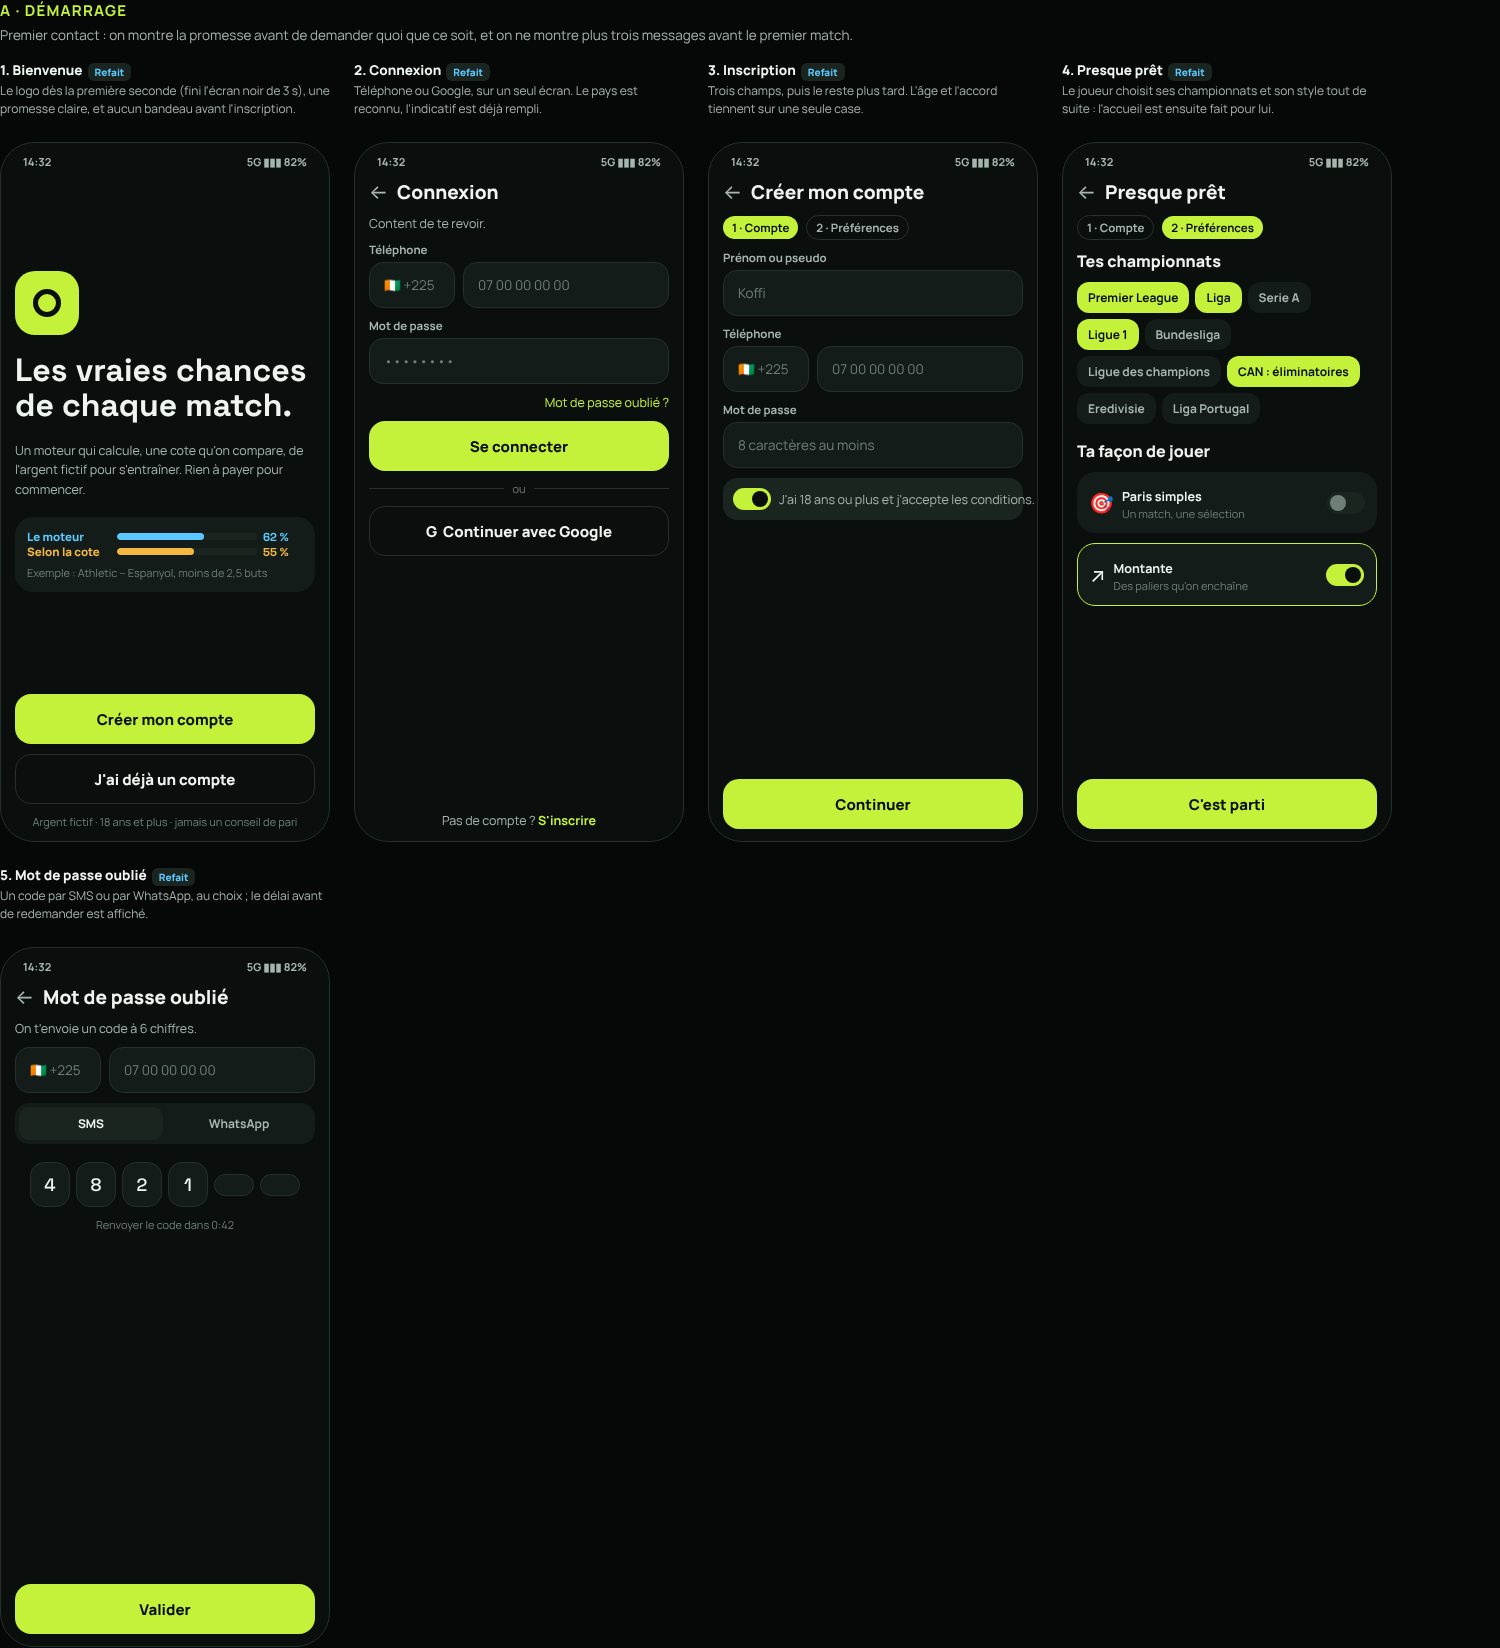 A · DÉMARRAGE
Premier contact : on montre la promesse avant de demander quoi que ce soit, et on ne montre plus trois messages avant le premier match.
1. Bienvenue Refait
Le logo dès la première seconde (fini l'écran noir de 3 s), une
promesse claire, et aucun bandeau avant l'inscription.
14:32 5G 82%
Les vraies chances
de chaque match.
Un moteur qui calcule, une cote qu'on compare, de
l'argent fictif pour s'entraîner. Rien à payer pour
commencer.
Le moteur 62 %
Selon la cote 55 %
Exemple : Athletic – Espanyol, moins de 2,5 buts
Créer mon compte
J'ai déjà un compte
Argent fictif · 18 ans et plus · jamais un conseil de pari
2. Connexion Refait
Téléphone ou Google, sur un seul écran. Le pays est
reconnu, l'indicatif est déjà rempli.
14:32 5G 82%
← Connexion
Content de te revoir.
Téléphone
🇨🇮 +225 07 00 00 00 00
Mot de passe
• • • • • • • •
Mot de passe oublié ?
Se connecter
ou
G Continuer avec Google
Pas de compte ? S'inscrire
3. Inscription Refait
Trois champs, puis le reste plus tard. L'âge et l'accord
tiennent sur une seule case.
14:32 5G 82%
← Créer mon compte
1 · Compte 2 · Préférences
Prénom ou pseudo
Koffi
Téléphone
🇨🇮 +225 07 00 00 00 00
Mot de passe
8 caractères au moins
J'ai 18 ans ou plus et j'accepte les conditions.
Continuer
4. Presque prêt Refait
Le joueur choisit ses championnats et son style tout de
suite : l'accueil est ensuite fait pour lui.
14:32 5G 82%
← Presque prêt
1 · Compte 2 · Préférences
Tes championnats
Premier League Liga Serie A
Ligue 1 Bundesliga
Ligue des champions CAN : éliminatoires
Eredivisie Liga Portugal
Ta façon de jouer
Paris simples
Un match, une sélection
Montante
Des paliers qu'on enchaîne
C'est parti
5. Mot de passe oublié Refait
Un code par SMS ou par WhatsApp, au choix ; le délai avant
de redemander est affiché.
14:32 5G 82%
← Mot de passe oublié
On t'envoie un code à 6 chiffres.
🇨🇮 +225 07 00 00 00 00
SMS WhatsApp
4 8 2 1
Renvoyer le code dans 0:42
Valider